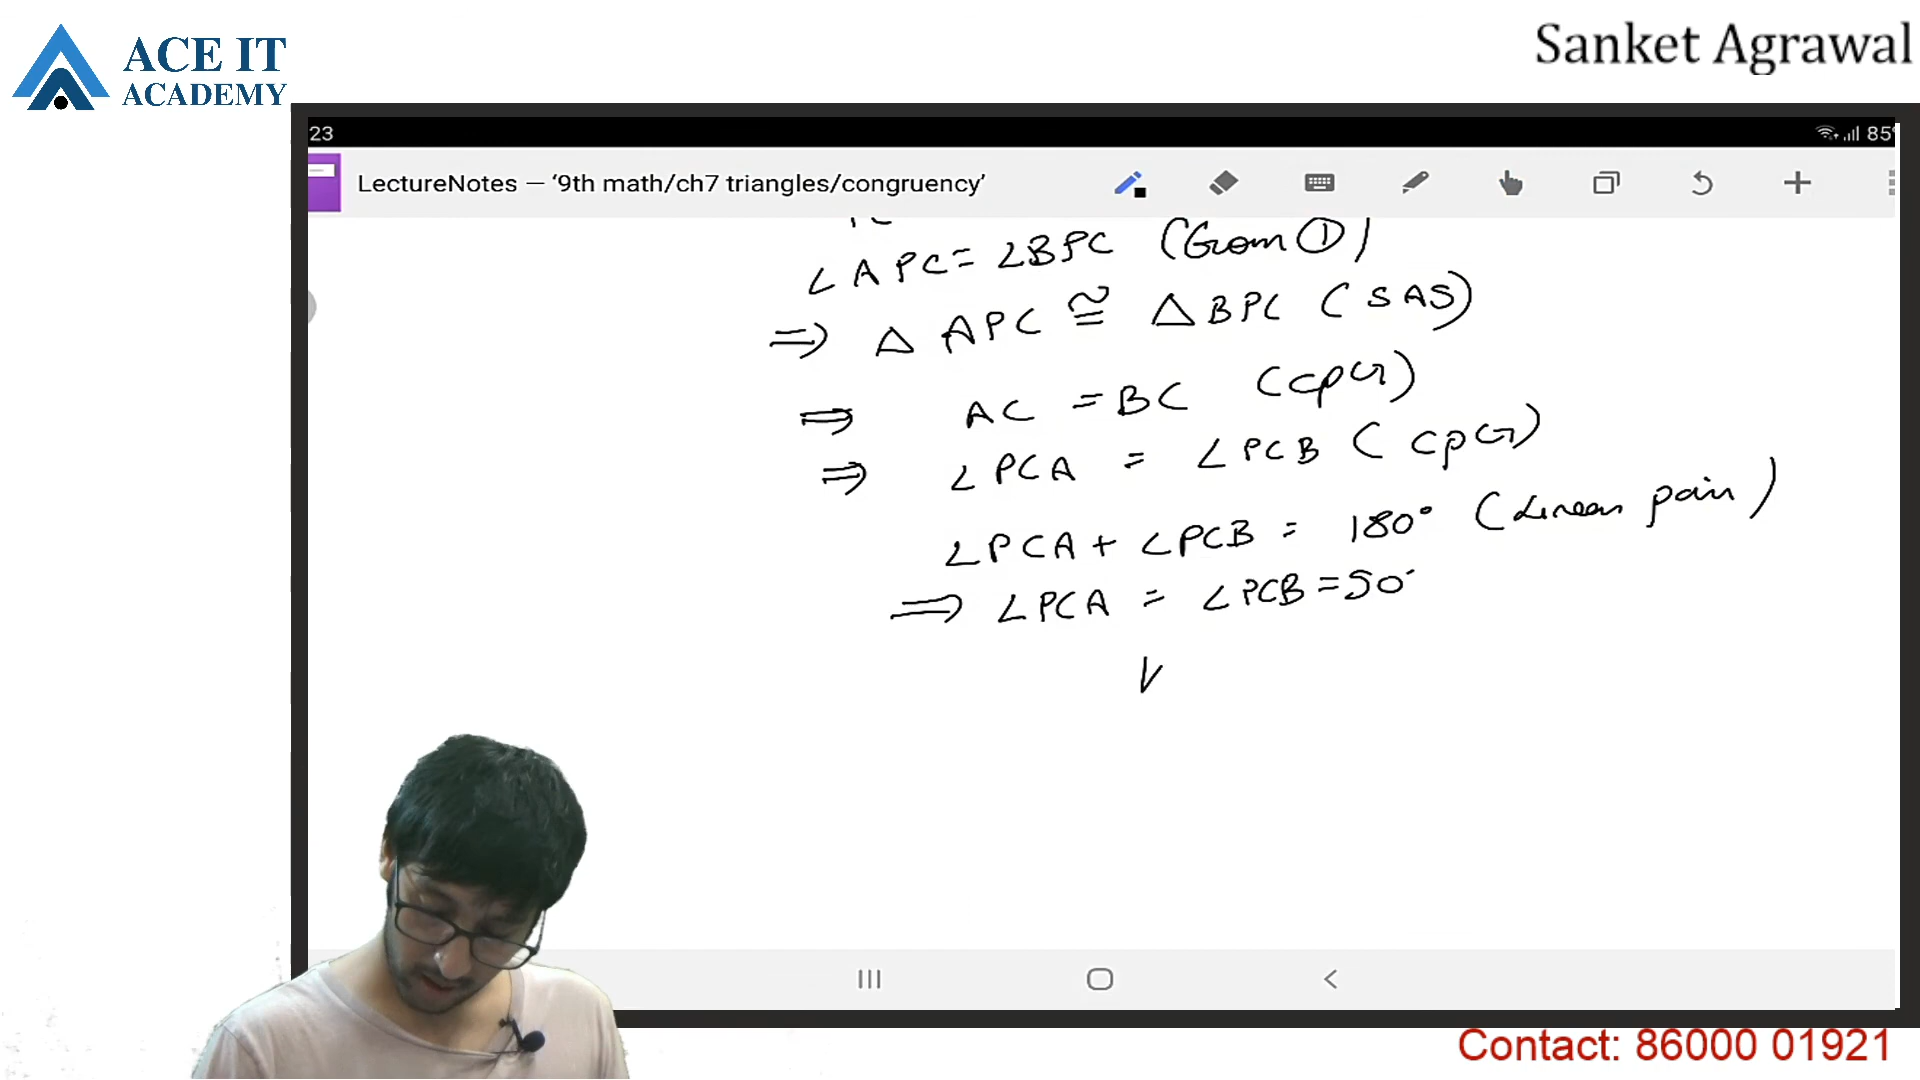 ACE IT
ACADEMY
Sanket Agrawal
23
85
LectureNotes — ‘9th math/ch7 triangles/congruency’
∠APC = ∠BPC (From ①)
⇒ △ APC ≅ △ BPC (SAS)
⇒ AC = BC (CPCT)
⇒ ∠PCA = ∠PCB (CPCT)
∠PCA + ∠PCB = 180° (Linear pair)
⇒ ∠PCA = ∠PCB = 90°
Contact: 86000 01921